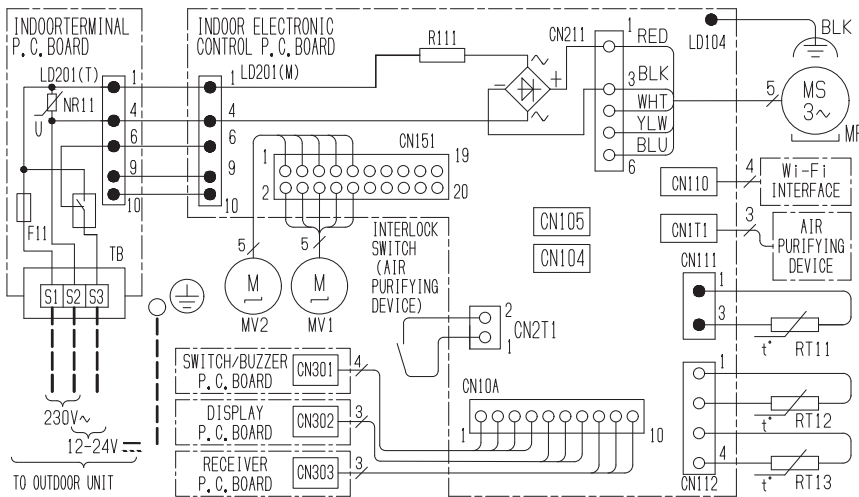 INDOORTERMINAL
P.C.BOARD
LD201(T)
NR11
U
1
4
6
9
10
F11
TB
S1 S2 S3
230V~
12-24V
TO OUTDOOR UNIT
INDOOR ELECTRONIC
CONTROL P.C.BOARD
LD201(M)
1
4
6
9
10
R111
~
- +
~
CN211
1
3
6
RED
BLK
WHT
YLW
BLU
LD104
BLK
5
MS
3~
MF
CN151
1 19
2 20
5 5
M M
MV2 MV1
INTERLOCK
SWITCH
(AIR
PURIFYING
DEVICE)
CN105
CN104
CN110
4
Wi-Fi
INTERFACE
CN1T1
3
AIR
PURIFYING
DEVICE
CN111
1
3
t°
RT11
2
CN2T1
1
SWITCH/BUZZER
P.C.BOARD
CN301
4
DISPLAY
P.C.BOARD
CN302
3
RECEIVER
P.C.BOARD
CN303
3
CN10A
1 10
1
4
CN112
t°
RT12
t°
RT13